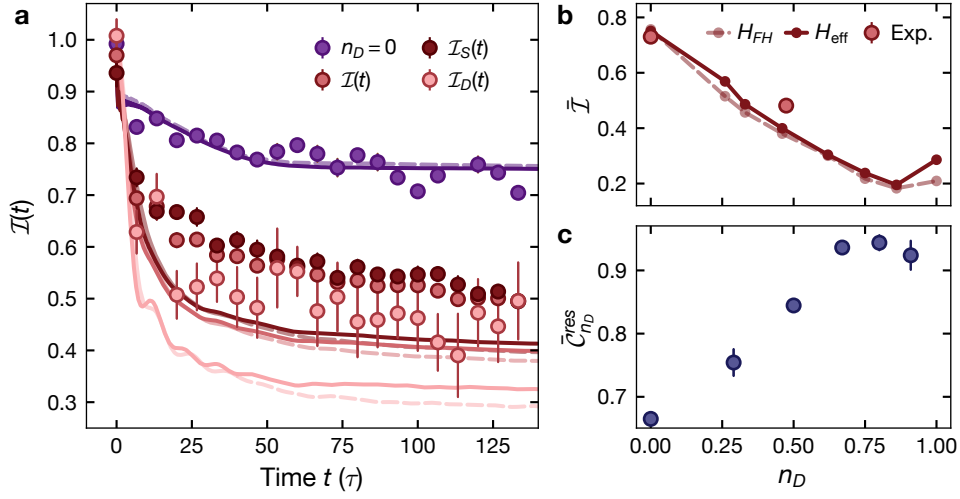 a
1.0
0.9
0.8
0.7
0.6
0.5
0.4
0.3
ℐ(t)
n_D = 0
ℐ_S(t)
ℐ(t)
ℐ_D(t)
0
25
50
75
100
125
Time t (τ)
b
0.8
0.6
0.4
0.2
ℐ̄
H_FH
H_eff
Exp.
c
0.9
0.8
0.7
C̄^res_{n_D}
0.00
0.25
0.50
0.75
1.00
n_D